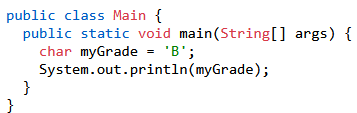 public class Main {
  public static void main(String[] args) {
    char myGrade = 'B';
    System.out.println(myGrade);
  }
}